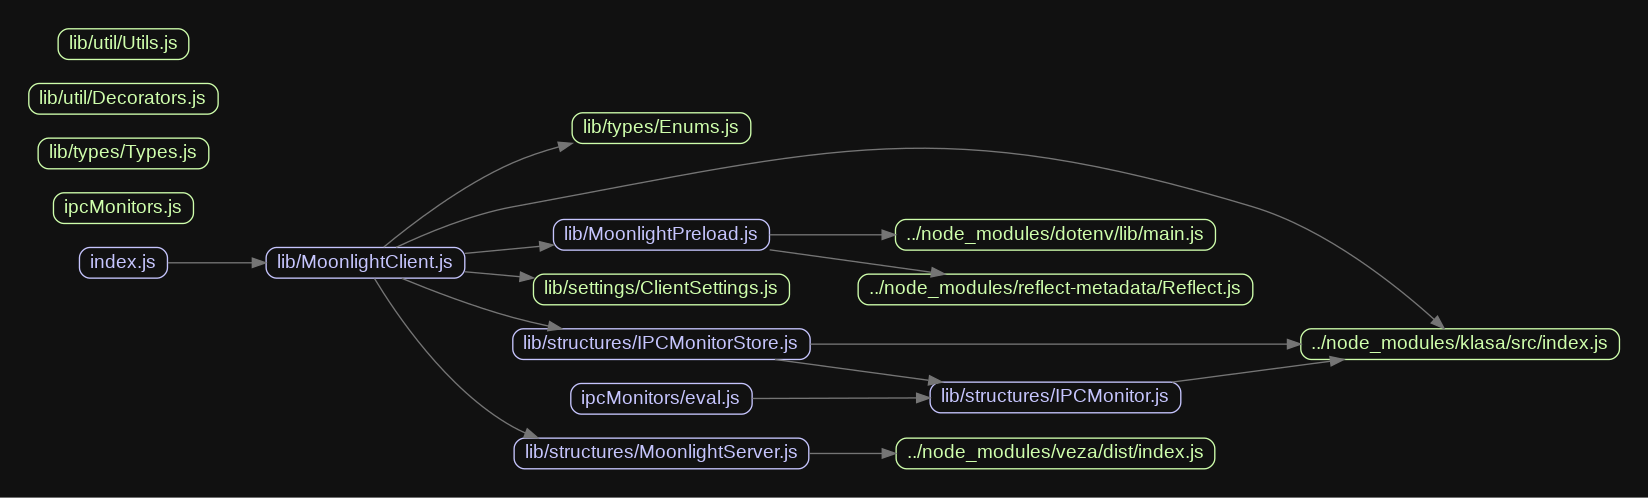 lib/util/Utils.js
lib/util/Decorators.js
lib/types/Types.js
ipcMonitors.js
index.js
lib/MoonlightClient.js
lib/types/Enums.js
lib/MoonlightPreload.js
lib/settings/ClientSettings.js
lib/structures/IPCMonitorStore.js
ipcMonitors/eval.js
lib/structures/MoonlightServer.js
../node_modules/dotenv/lib/main.js
../node_modules/reflect-metadata/Reflect.js
lib/structures/IPCMonitor.js
../node_modules/veza/dist/index.js
../node_modules/klasa/src/index.js